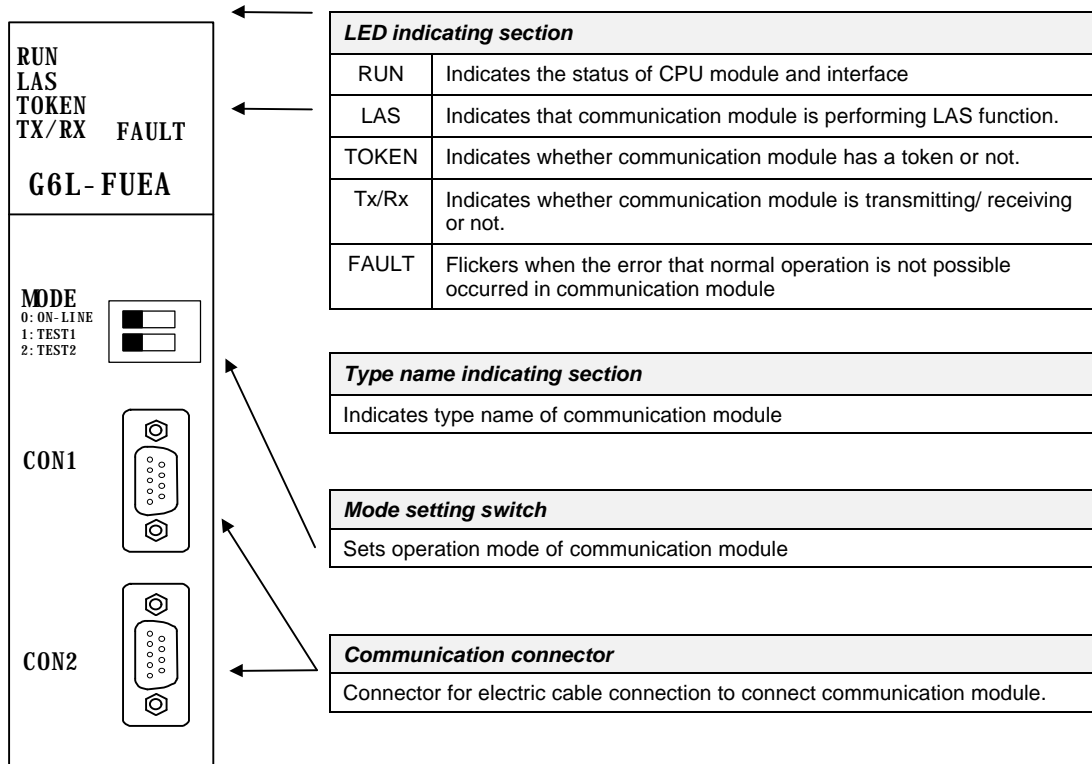 RUN
LAS
TOKEN
TX/RX FAULT
G6L-FUEA
MODE
0:ON-LINE
1:TEST1
2:TEST2
CON1
CON2
LED indicating section
RUN Indicates the status of CPU module and interface
LAS Indicates that communication module is performing LAS function.
TOKEN Indicates whether communication module has a token or not.
Tx/Rx Indicates whether communication module is transmitting/ receiving
or not.
FAULT Flickers when the error that normal operation is not possible
occurred in communication module
Type name indicating section
Indicates type name of communication module
Mode setting switch
Sets operation mode of communication module
Communication connector
Connector for electric cable connection to connect communication module.